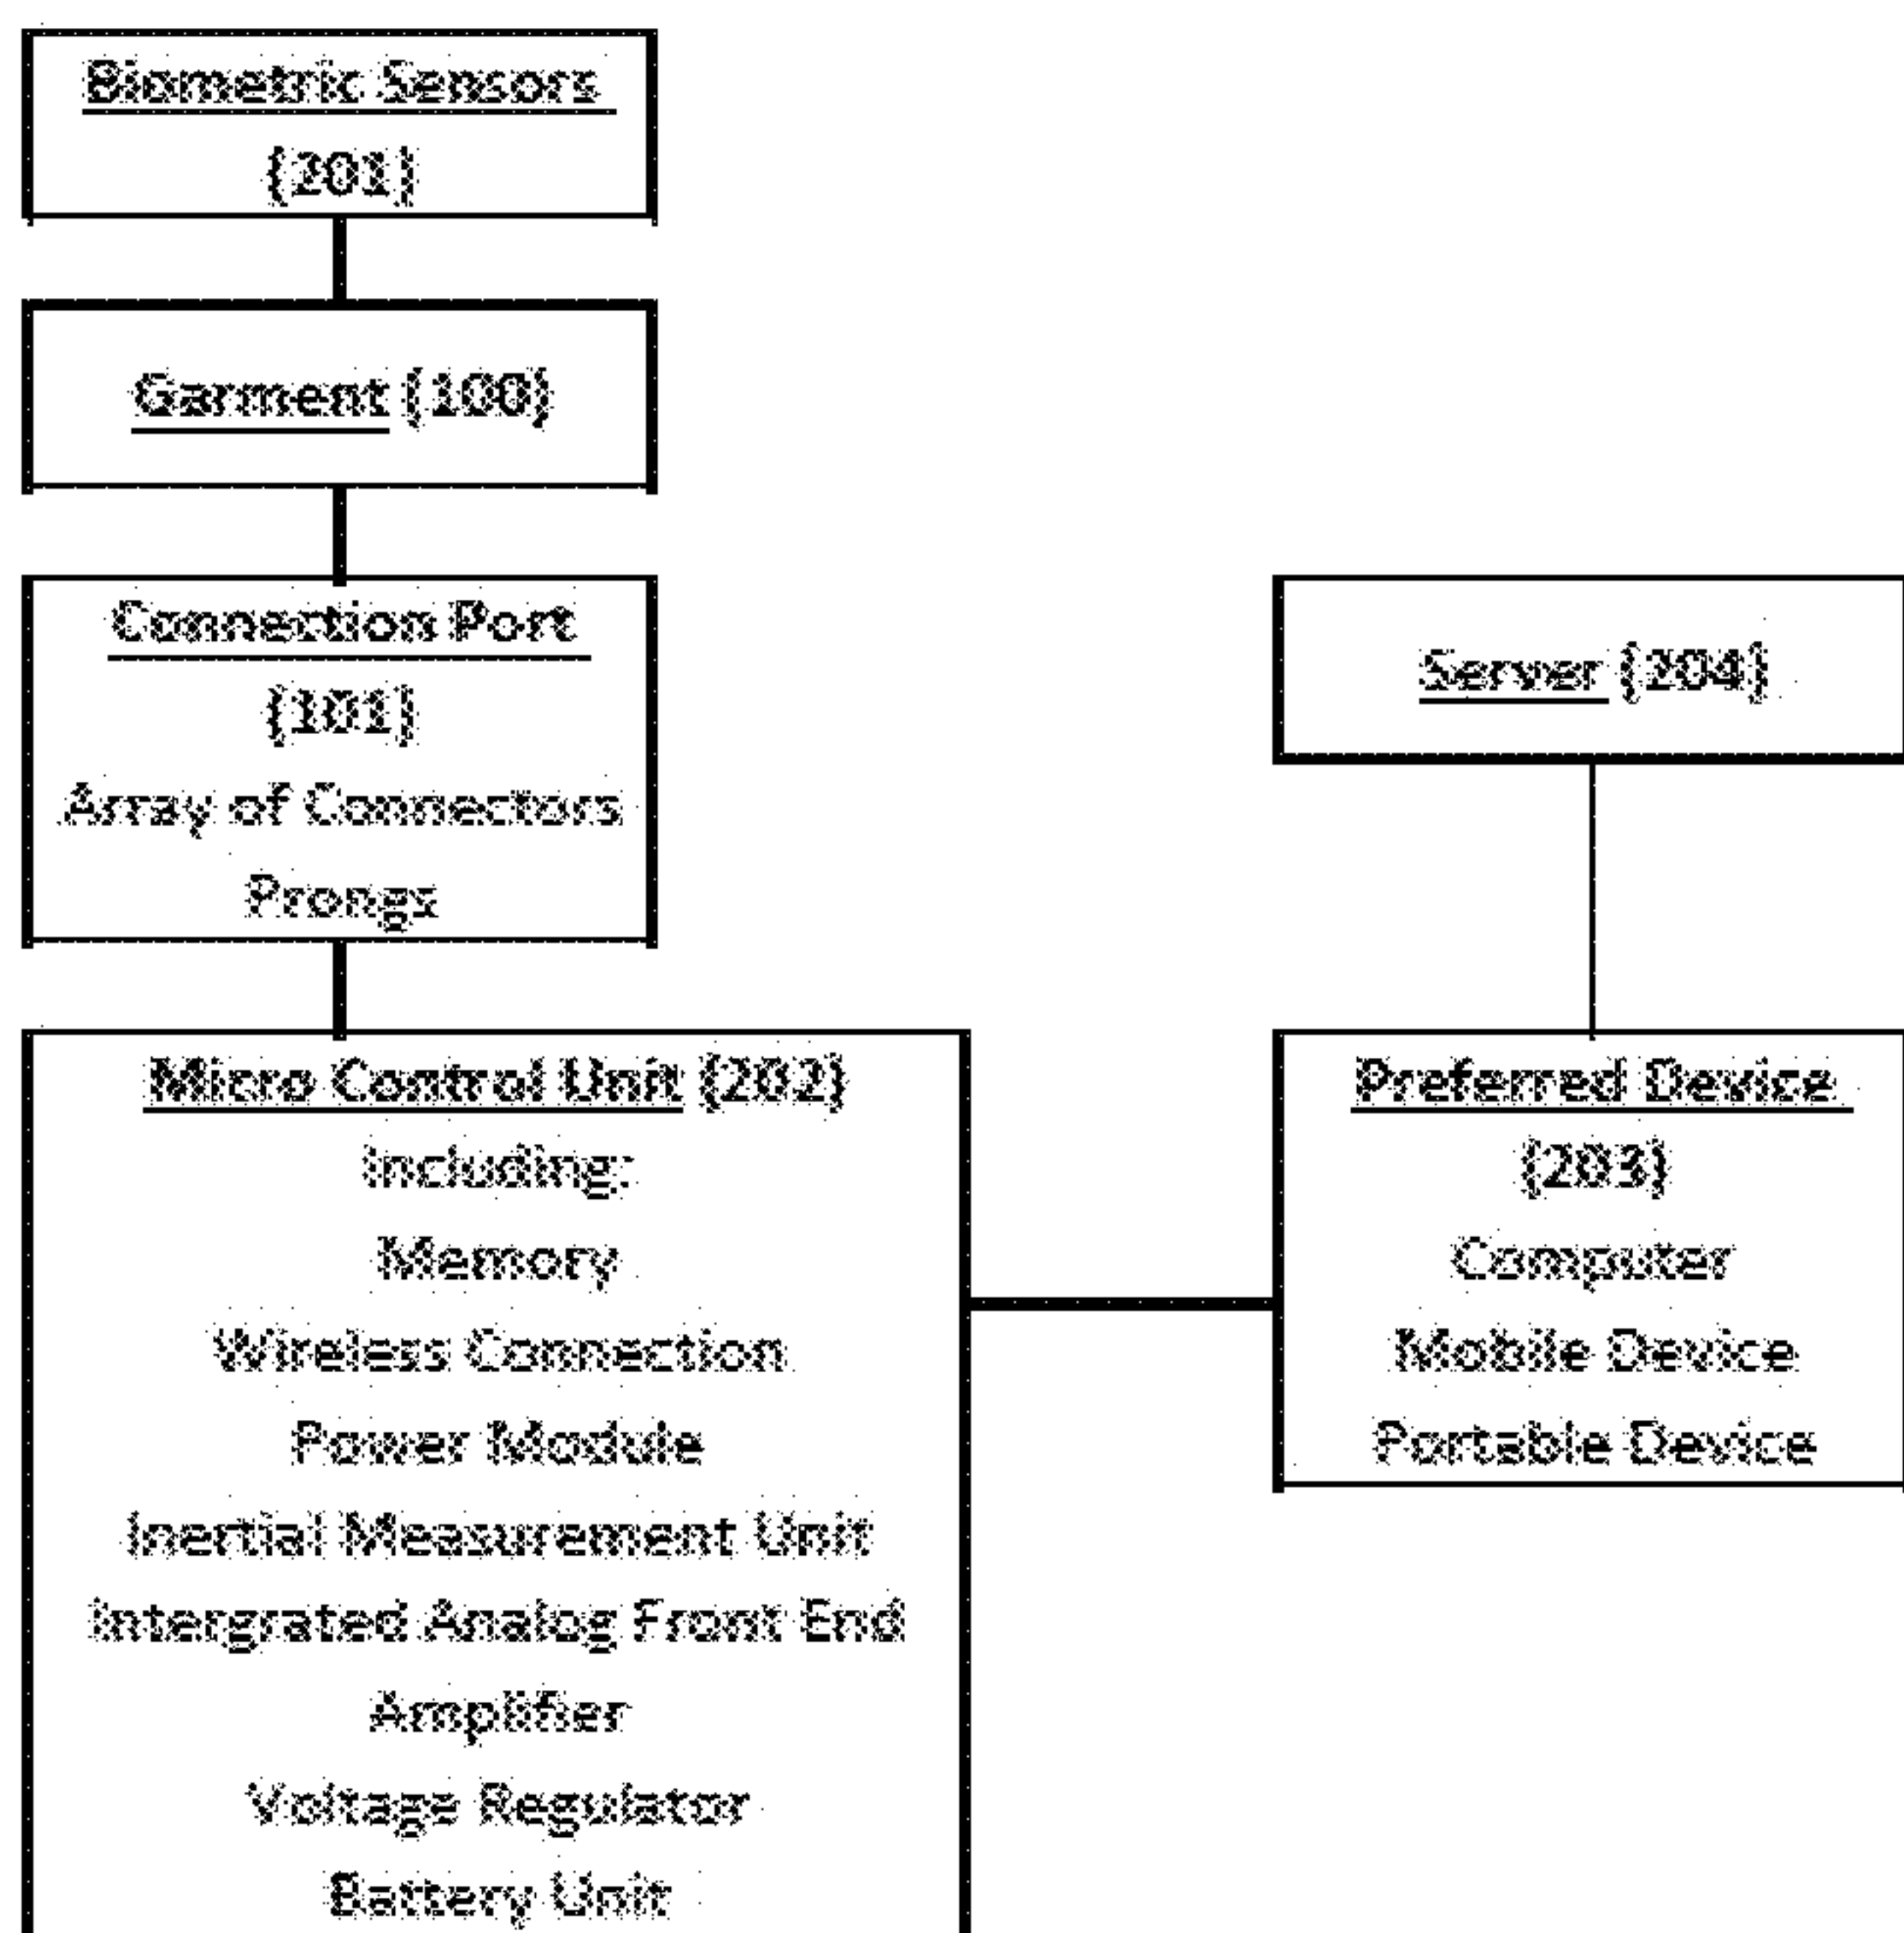 Biometric Sensors
(201)
Garment (100)
Connection Port
(101)
Array of Connectors
Prongs
Server (204)
Micro Control Unit (202)
Including:
Memory
Wireless Connection
Power Module
Inertial Measurement Unit
Intergrated Analog Front End
Amplifier
Voltage Regulator
Battery Unit
Preferred Device
(203)
Computer
Mobile Device
Portable Device